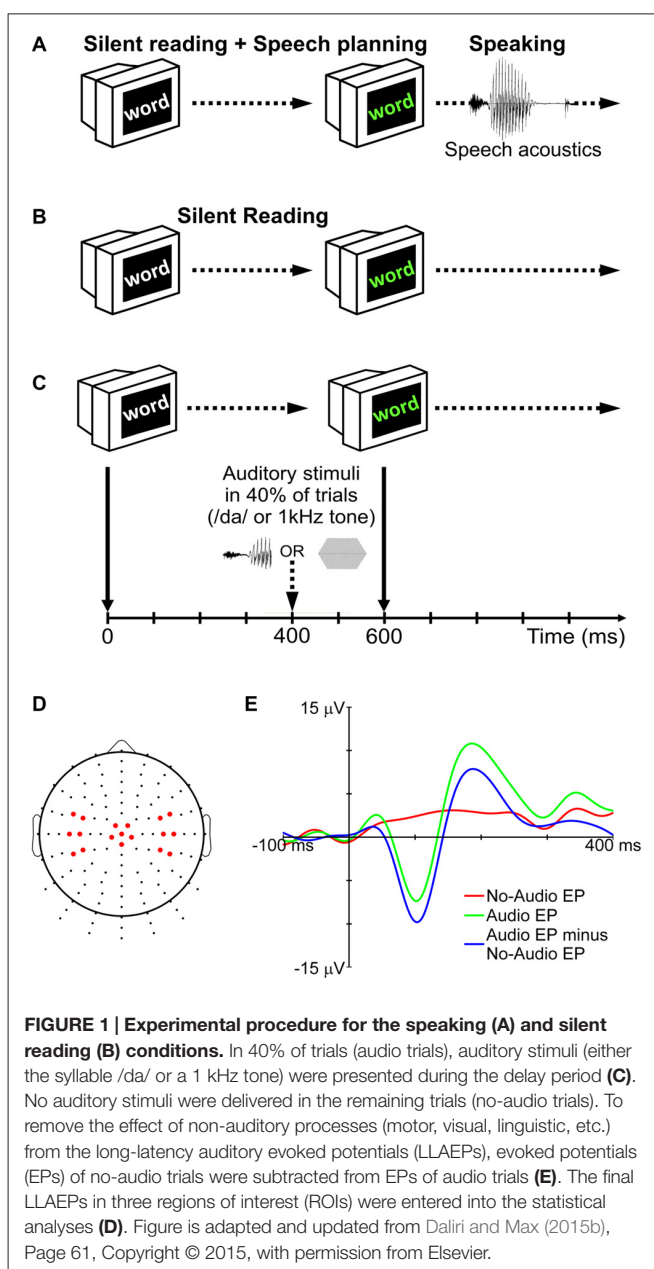 A
Silent reading + Speech planning
Speaking
word
word
Speech acoustics
B
Silent Reading
word
word
C
word
word
Auditory stimuli
in 40% of trials
(/da/ or 1kHz tone)
OR
0
400
600
Time (ms)
D
E
15 µV
-100 ms
400 ms
-15 µV
No-Audio EP
Audio EP
Audio EP minus
No-Audio EP
FIGURE 1 | Experimental procedure for the speaking (A) and silent
reading (B) conditions. In 40% of trials (audio trials), auditory stimuli (either
the syllable /da/ or a 1 kHz tone) were presented during the delay period (C).
No auditory stimuli were delivered in the remaining trials (no-audio trials). To
remove the effect of non-auditory processes (motor, visual, linguistic, etc.)
from the long-latency auditory evoked potentials (LLAEPs), evoked potentials
(EPs) of no-audio trials were subtracted from EPs of audio trials (E). The final
LLAEPs in three regions of interest (ROIs) were entered into the statistical
analyses (D). Figure is adapted and updated from Daliri and Max (2015b),
Page 61, Copyright © 2015, with permission from Elsevier.